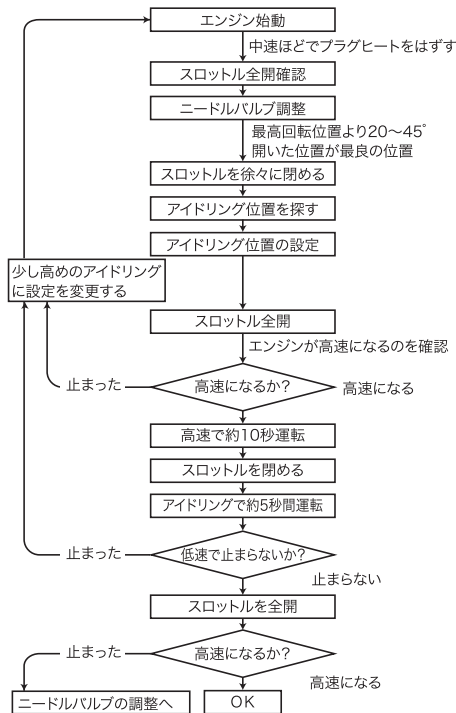 エンジン始動
中速ほどでプラグヒートをはずす
スロットル全開確認
ニードルバルブ調整
最高回転位置より20〜45°
開いた位置が最良の位置
スロットルを徐々に閉める
アイドリング位置を探す
アイドリング位置の設定
少し高めのアイドリング
に設定を変更する
スロットル全開
エンジンが高速になるのを確認
止まった
高速になるか？
高速になる
高速で約10秒運転
スロットルを閉める
アイドリングで約5秒間運転
止まった
低速で止まらないか？
止まらない
スロットルを全開
止まった
高速になるか？
高速になる
ニードルバルブの調整へ
OK